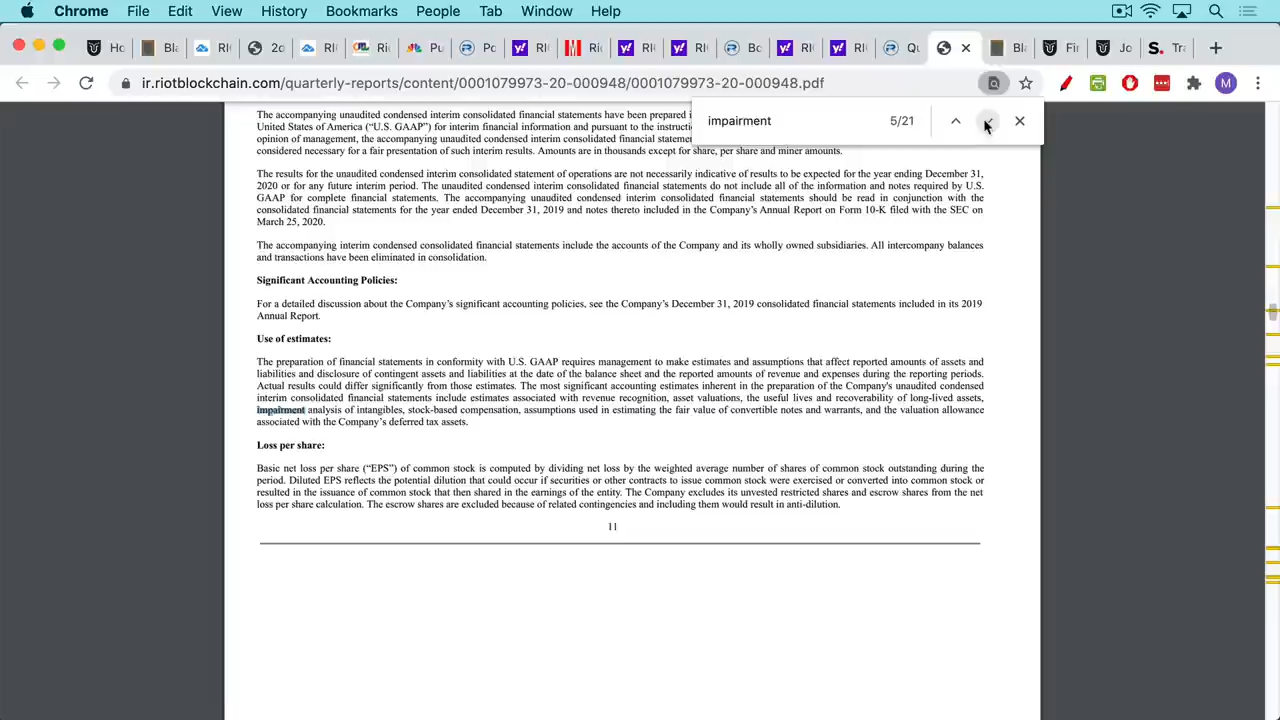 Chrome File Edit View History Bookmarks People Tab Window Help
Ho Bla RI( 2d RI( Ric Pu Po RI( Ric RI( RI( Bo RI( RI( Qu Bla Fir Jo S. Tra
ir.riotblockchain.com/quarterly-reports/content/0001079973-20-000948/0001079973-20-000948.pdf M
impairment 5/21
The accompanying unaudited condensed interim consolidated financial statements have been prepared i
United States of America (“U.S. GAAP”) for interim financial information and pursuant to the instructi
opinion of management, the accompanying unaudited condensed interim consolidated financial statemen
considered necessary for a fair presentation of such interim results. Amounts are in thousands except for share, per share and miner amounts.
The results for the unaudited condensed interim consolidated statement of operations are not necessarily indicative of results to be expected for the year ending December 31,
2020 or for any future interim period. The unaudited condensed interim consolidated financial statements do not include all of the information and notes required by U.S.
GAAP for complete financial statements. The accompanying unaudited condensed interim consolidated financial statements should be read in conjunction with the
consolidated financial statements for the year ended December 31, 2019 and notes thereto included in the Company’s Annual Report on Form 10-K filed with the SEC on
March 25, 2020.
The accompanying interim condensed consolidated financial statements include the accounts of the Company and its wholly owned subsidiaries. All intercompany balances
and transactions have been eliminated in consolidation.
Significant Accounting Policies:
For a detailed discussion about the Company’s significant accounting policies, see the Company’s December 31, 2019 consolidated financial statements included in its 2019
Annual Report.
Use of estimates:
The preparation of financial statements in conformity with U.S. GAAP requires management to make estimates and assumptions that affect reported amounts of assets and
liabilities and disclosure of contingent assets and liabilities at the date of the balance sheet and the reported amounts of revenue and expenses during the reporting periods.
Actual results could differ significantly from those estimates. The most significant accounting estimates inherent in the preparation of the Company's unaudited condensed
interim consolidated financial statements include estimates associated with revenue recognition, asset valuations, the useful lives and recoverability of long-lived assets,
impairment analysis of intangibles, stock-based compensation, assumptions used in estimating the fair value of convertible notes and warrants, and the valuation allowance
associated with the Company’s deferred tax assets.
Loss per share:
Basic net loss per share (“EPS”) of common stock is computed by dividing net loss by the weighted average number of shares of common stock outstanding during the
period. Diluted EPS reflects the potential dilution that could occur if securities or other contracts to issue common stock were exercised or converted into common stock or
resulted in the issuance of common stock that then shared in the earnings of the entity. The Company excludes its unvested restricted shares and escrow shares from the net
loss per share calculation. The escrow shares are excluded because of related contingencies and including them would result in anti-dilution.
11